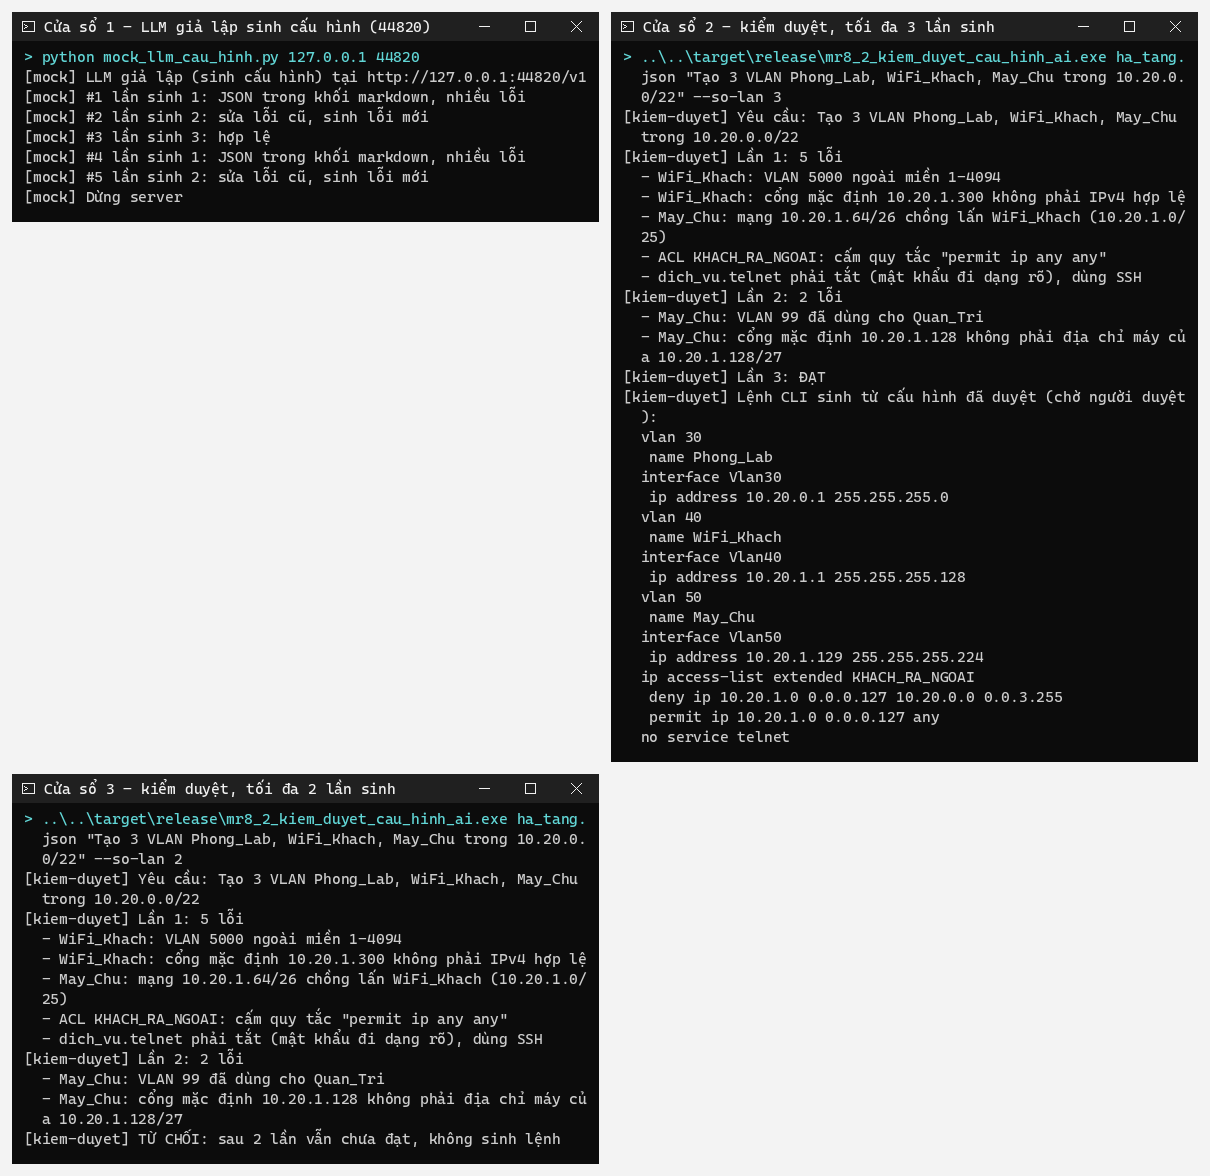 Cửa sổ 1 – LLM giả lập sinh cấu hình (44820)
> python mock_llm_cau_hinh.py 127.0.0.1 44820
[mock] LLM giả lập (sinh cấu hình) tại http://127.0.0.1:44820/v1
[mock] #1 lần sinh 1: JSON trong khối markdown, nhiều lỗi
[mock] #2 lần sinh 2: sửa lỗi cũ, sinh lỗi mới
[mock] #3 lần sinh 3: hợp lệ
[mock] #4 lần sinh 1: JSON trong khối markdown, nhiều lỗi
[mock] #5 lần sinh 2: sửa lỗi cũ, sinh lỗi mới
[mock] Dừng server
Cửa sổ 2 – kiểm duyệt, tối đa 3 lần sinh
> ..\..\target\release\mr8_2_kiem_duyet_cau_hinh_ai.exe ha_tang.
json "Tạo 3 VLAN Phong_Lab, WiFi_Khach, May_Chu trong 10.20.0.
0/22" --so-lan 3
[kiem-duyet] Yêu cầu: Tạo 3 VLAN Phong_Lab, WiFi_Khach, May_Chu
trong 10.20.0.0/22
[kiem-duyet] Lần 1: 5 lỗi
- WiFi_Khach: VLAN 5000 ngoài miền 1-4094
- WiFi_Khach: cổng mặc định 10.20.1.300 không phải IPv4 hợp lệ
- May_Chu: mạng 10.20.1.64/26 chồng lấn WiFi_Khach (10.20.1.0/
25)
- ACL KHACH_RA_NGOAI: cấm quy tắc "permit ip any any"
- dich_vu.telnet phải tắt (mật khẩu đi dạng rõ), dùng SSH
[kiem-duyet] Lần 2: 2 lỗi
- May_Chu: VLAN 99 đã dùng cho Quan_Tri
- May_Chu: cổng mặc định 10.20.1.128 không phải địa chỉ máy củ
a 10.20.1.128/27
[kiem-duyet] Lần 3: ĐẠT
[kiem-duyet] Lệnh CLI sinh từ cấu hình đã duyệt (chờ người duyệt
):
vlan 30
name Phong_Lab
interface Vlan30
ip address 10.20.0.1 255.255.255.0
vlan 40
name WiFi_Khach
interface Vlan40
ip address 10.20.1.1 255.255.255.128
vlan 50
name May_Chu
interface Vlan50
ip address 10.20.1.129 255.255.255.224
ip access-list extended KHACH_RA_NGOAI
deny ip 10.20.1.0 0.0.0.127 10.20.0.0 0.0.3.255
permit ip 10.20.1.0 0.0.0.127 any
no service telnet
Cửa sổ 3 – kiểm duyệt, tối đa 2 lần sinh
> ..\..\target\release\mr8_2_kiem_duyet_cau_hinh_ai.exe ha_tang.
json "Tạo 3 VLAN Phong_Lab, WiFi_Khach, May_Chu trong 10.20.0.
0/22" --so-lan 2
[kiem-duyet] Yêu cầu: Tạo 3 VLAN Phong_Lab, WiFi_Khach, May_Chu
trong 10.20.0.0/22
[kiem-duyet] Lần 1: 5 lỗi
- WiFi_Khach: VLAN 5000 ngoài miền 1-4094
- WiFi_Khach: cổng mặc định 10.20.1.300 không phải IPv4 hợp lệ
- May_Chu: mạng 10.20.1.64/26 chồng lấn WiFi_Khach (10.20.1.0/
25)
- ACL KHACH_RA_NGOAI: cấm quy tắc "permit ip any any"
- dich_vu.telnet phải tắt (mật khẩu đi dạng rõ), dùng SSH
[kiem-duyet] Lần 2: 2 lỗi
- May_Chu: VLAN 99 đã dùng cho Quan_Tri
- May_Chu: cổng mặc định 10.20.1.128 không phải địa chỉ máy củ
a 10.20.1.128/27
[kiem-duyet] TỪ CHỐI: sau 2 lần vẫn chưa đạt, không sinh lệnh